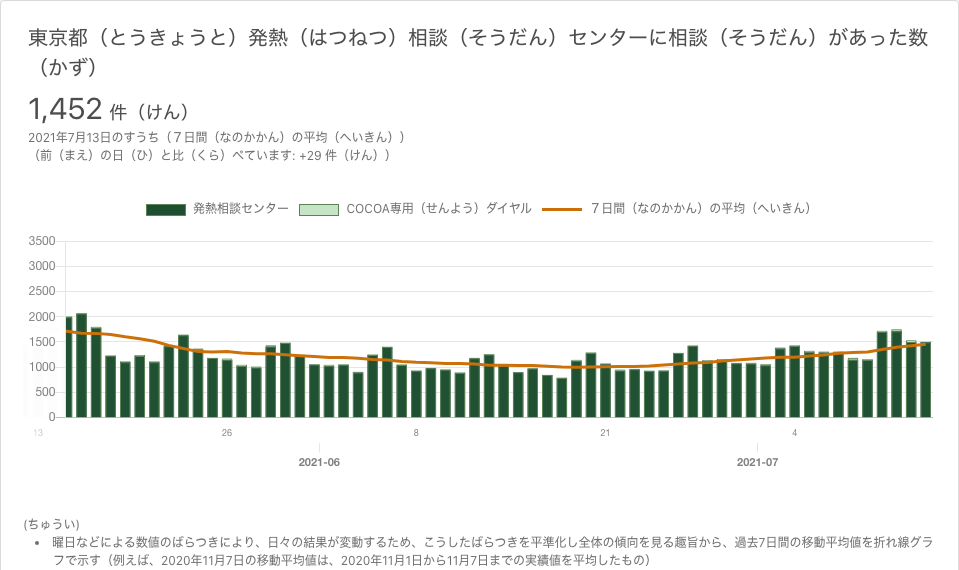 東京都（とうきょうと）発熱（はつねつ）相談（そうだん）センターに相談（そうだん）があった数
（かず）
1,452 件（けん）
2021年7月13日のすうち（７日間（なのかかん）の平均（へいきん））
（前（まえ）の日（ひ）と比（くら）べています: +29 件（けん））
発熱相談センター COCOA専用（せんよう）ダイヤル ７日間（なのかかん）の平均（へいきん）
3500
3000
2500
2000
1500
1000
500
0
13 26 8 21 4
2021-06 2021-07
(ちゅうい)
• 曜日などによる数値のばらつきにより、日々の結果が変動するため、こうしたばらつきを平準化し全体の傾向を見る趣旨から、過去7日間の移動平均値を折れ線グラ
フで示す（例えば、2020年11月7日の移動平均値は、2020年11月1日から11月7日までの実績値を平均したもの）